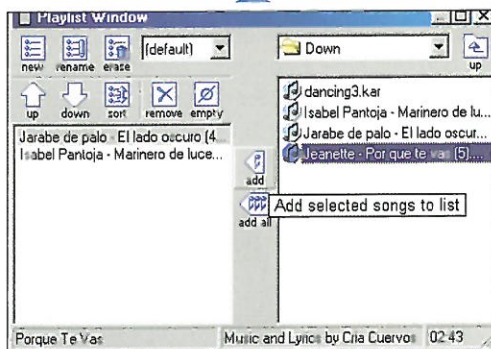 Playlist Window
new rename erase (default) Down up
up down sort remove empty
Jarabe de palo - El lado oscuro (4...
Isabel Pantoja - Marinero de luce...
add
add all
Add selected songs to list
dancing3.kar
Isabel Pantoja - Marinero de lu...
Jarabe de palo - El lado oscur...
Jeanette - Por que te vas (5)....
Porque Te Vas Music and Lyrics by Cria Cuervos 02:43